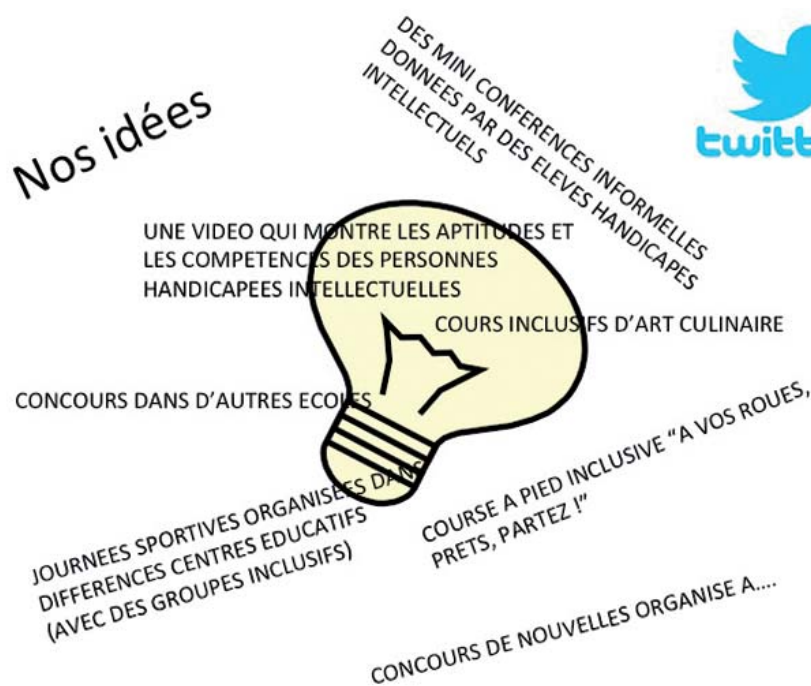 Nos idées
DES MINI CONFERENCES INFORMELLES
DONNEES PAR DES ELEVES HANDICAPES
INTELLECTUELS
UNE VIDEO QUI MONTRE LES APTITUDES ET
LES COMPETENCES DES PERSONNES
HANDICAPEES INTELLECTUELLES
COURS INCLUSIFS D’ART CULINAIRE
CONCOURS DANS D’AUTRES ECOLES
COURSE A PIED INCLUSIVE “A VOS ROUES,
PRETS, PARTEZ !”
JOURNEES SPORTIVES ORGANISEES DANS
DIFFERENCES CENTRES EDUCATIFS
(AVEC DES GROUPES INCLUSIFS)
CONCOURS DE NOUVELLES ORGANISE A....